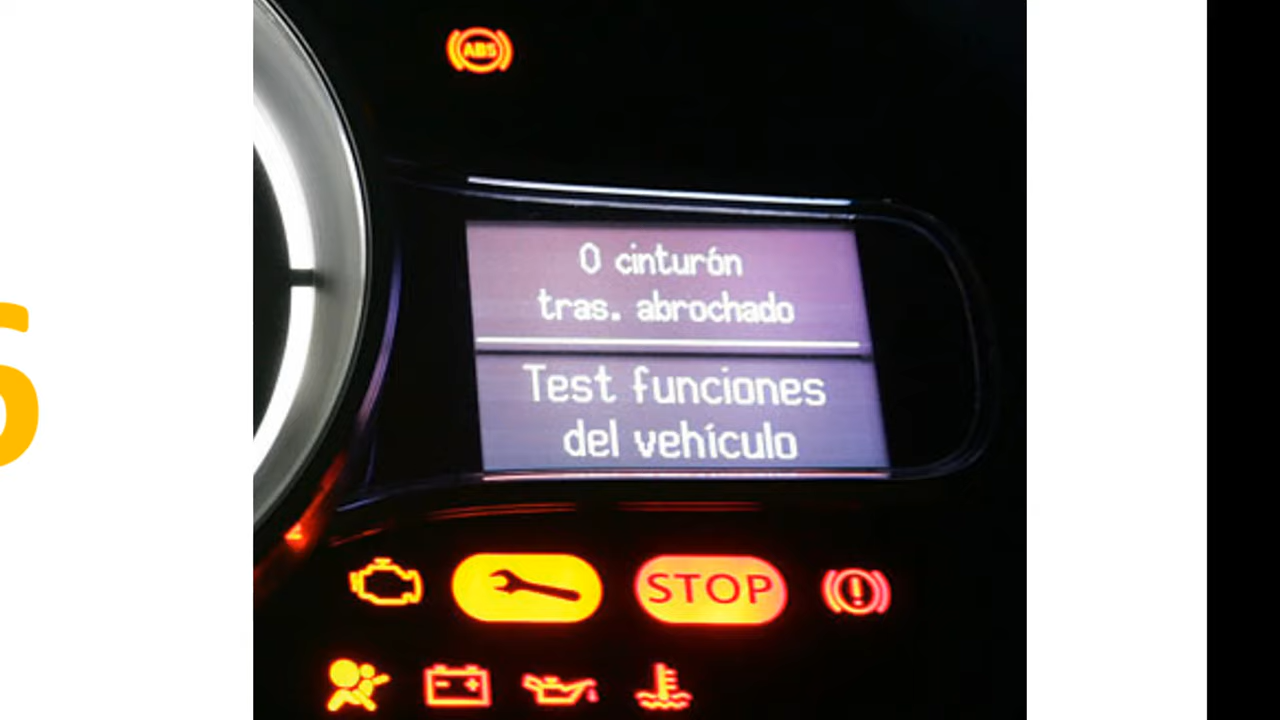 ABS
0 cinturón
tras. abrochado
Test funciones
del vehículo
STOP